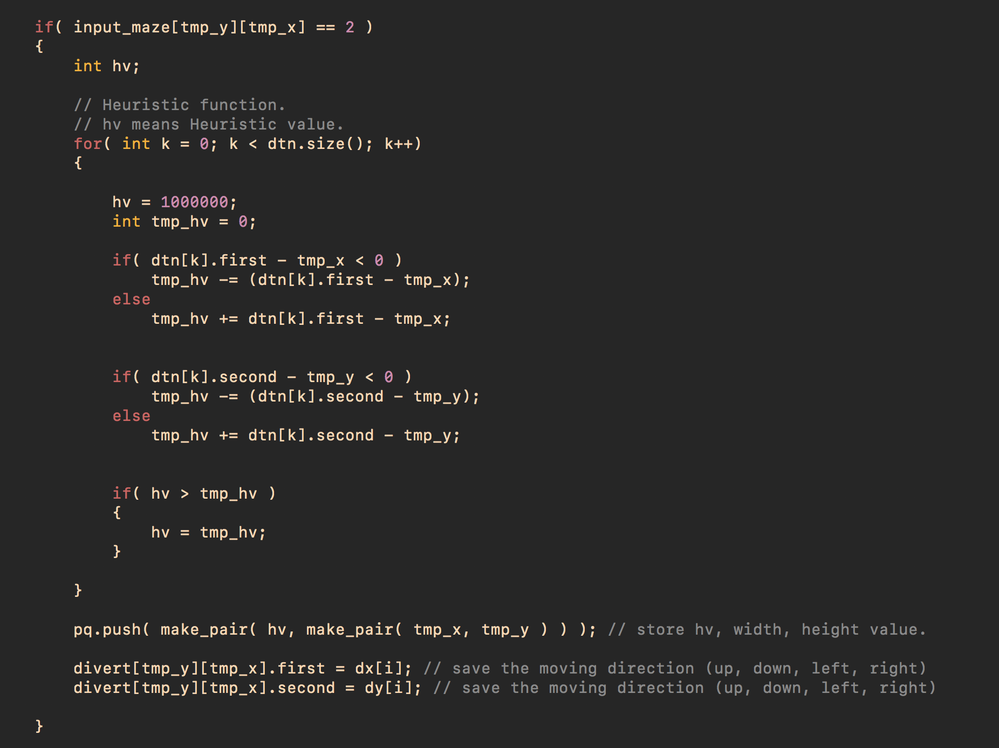 if( input_maze[tmp_y][tmp_x] == 2 )
{
    int hv;

    // Heuristic function.
    // hv means Heuristic value.
    for( int k = 0; k < dtn.size(); k++)
    {

        hv = 1000000;
        int tmp_hv = 0;

        if( dtn[k].first - tmp_x < 0 )
            tmp_hv -= (dtn[k].first - tmp_x);
        else
            tmp_hv += dtn[k].first - tmp_x;


        if( dtn[k].second - tmp_y < 0 )
            tmp_hv -= (dtn[k].second - tmp_y);
        else
            tmp_hv += dtn[k].second - tmp_y;


        if( hv > tmp_hv )
        {
            hv = tmp_hv;
        }

    }

    pq.push( make_pair( hv, make_pair( tmp_x, tmp_y ) ) ); // store hv, width, height value.

    divert[tmp_y][tmp_x].first = dx[i]; // save the moving direction (up, down, left, right)
    divert[tmp_y][tmp_x].second = dy[i]; // save the moving direction (up, down, left, right)

}